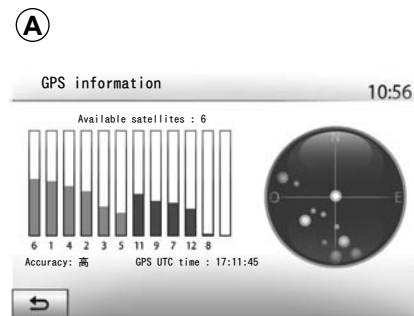 A
GPS information
10:56
Available satellites : 6
N
O E
6 1 4 2 3 5 11 9 7 12 8
Accuracy: 高 GPS UTC time : 17:11:45